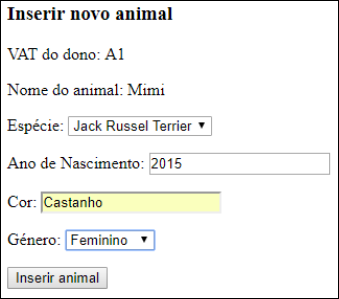 Inserir novo animal
VAT do dono: A1
Nome do animal: Mimi
Espécie: Jack Russel Terrier
Ano de Nascimento: 2015
Cor: Castanho
Género: Feminino
Inserir animal